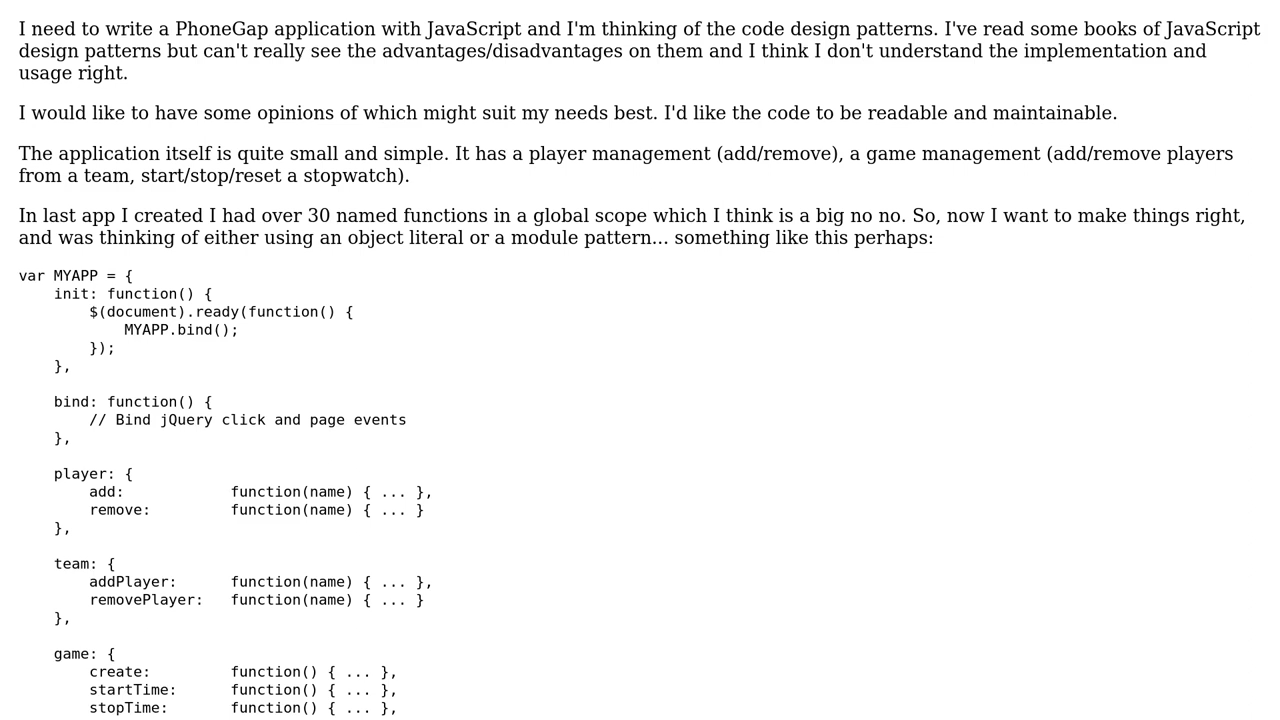 I need to write a PhoneGap application with JavaScript and I'm thinking of the code design patterns. I've read some books of JavaScript
design patterns but can't really see the advantages/disadvantages on them and I think I don't understand the implementation and
usage right.
I would like to have some opinions of which might suit my needs best. I'd like the code to be readable and maintainable.
The application itself is quite small and simple. It has a player management (add/remove), a game management (add/remove players
from a team, start/stop/reset a stopwatch).
In last app I created I had over 30 named functions in a global scope which I think is a big no no. So, now I want to make things right,
and was thinking of either using an object literal or a module pattern... something like this perhaps:
var MYAPP = {
    init: function() {
        $(document).ready(function() {
            MYAPP.bind();
        });
    },
    bind: function() {
        // Bind jQuery click and page events
    },
    player: {
        add:            function(name) { ... },
        remove:         function(name) { ... }
    },
    team: {
        addPlayer:      function(name) { ... },
        removePlayer:   function(name) { ... }
    },
    game: {
        create:         function() { ... },
        startTime:      function() { ... },
        stopTime:       function() { ... },